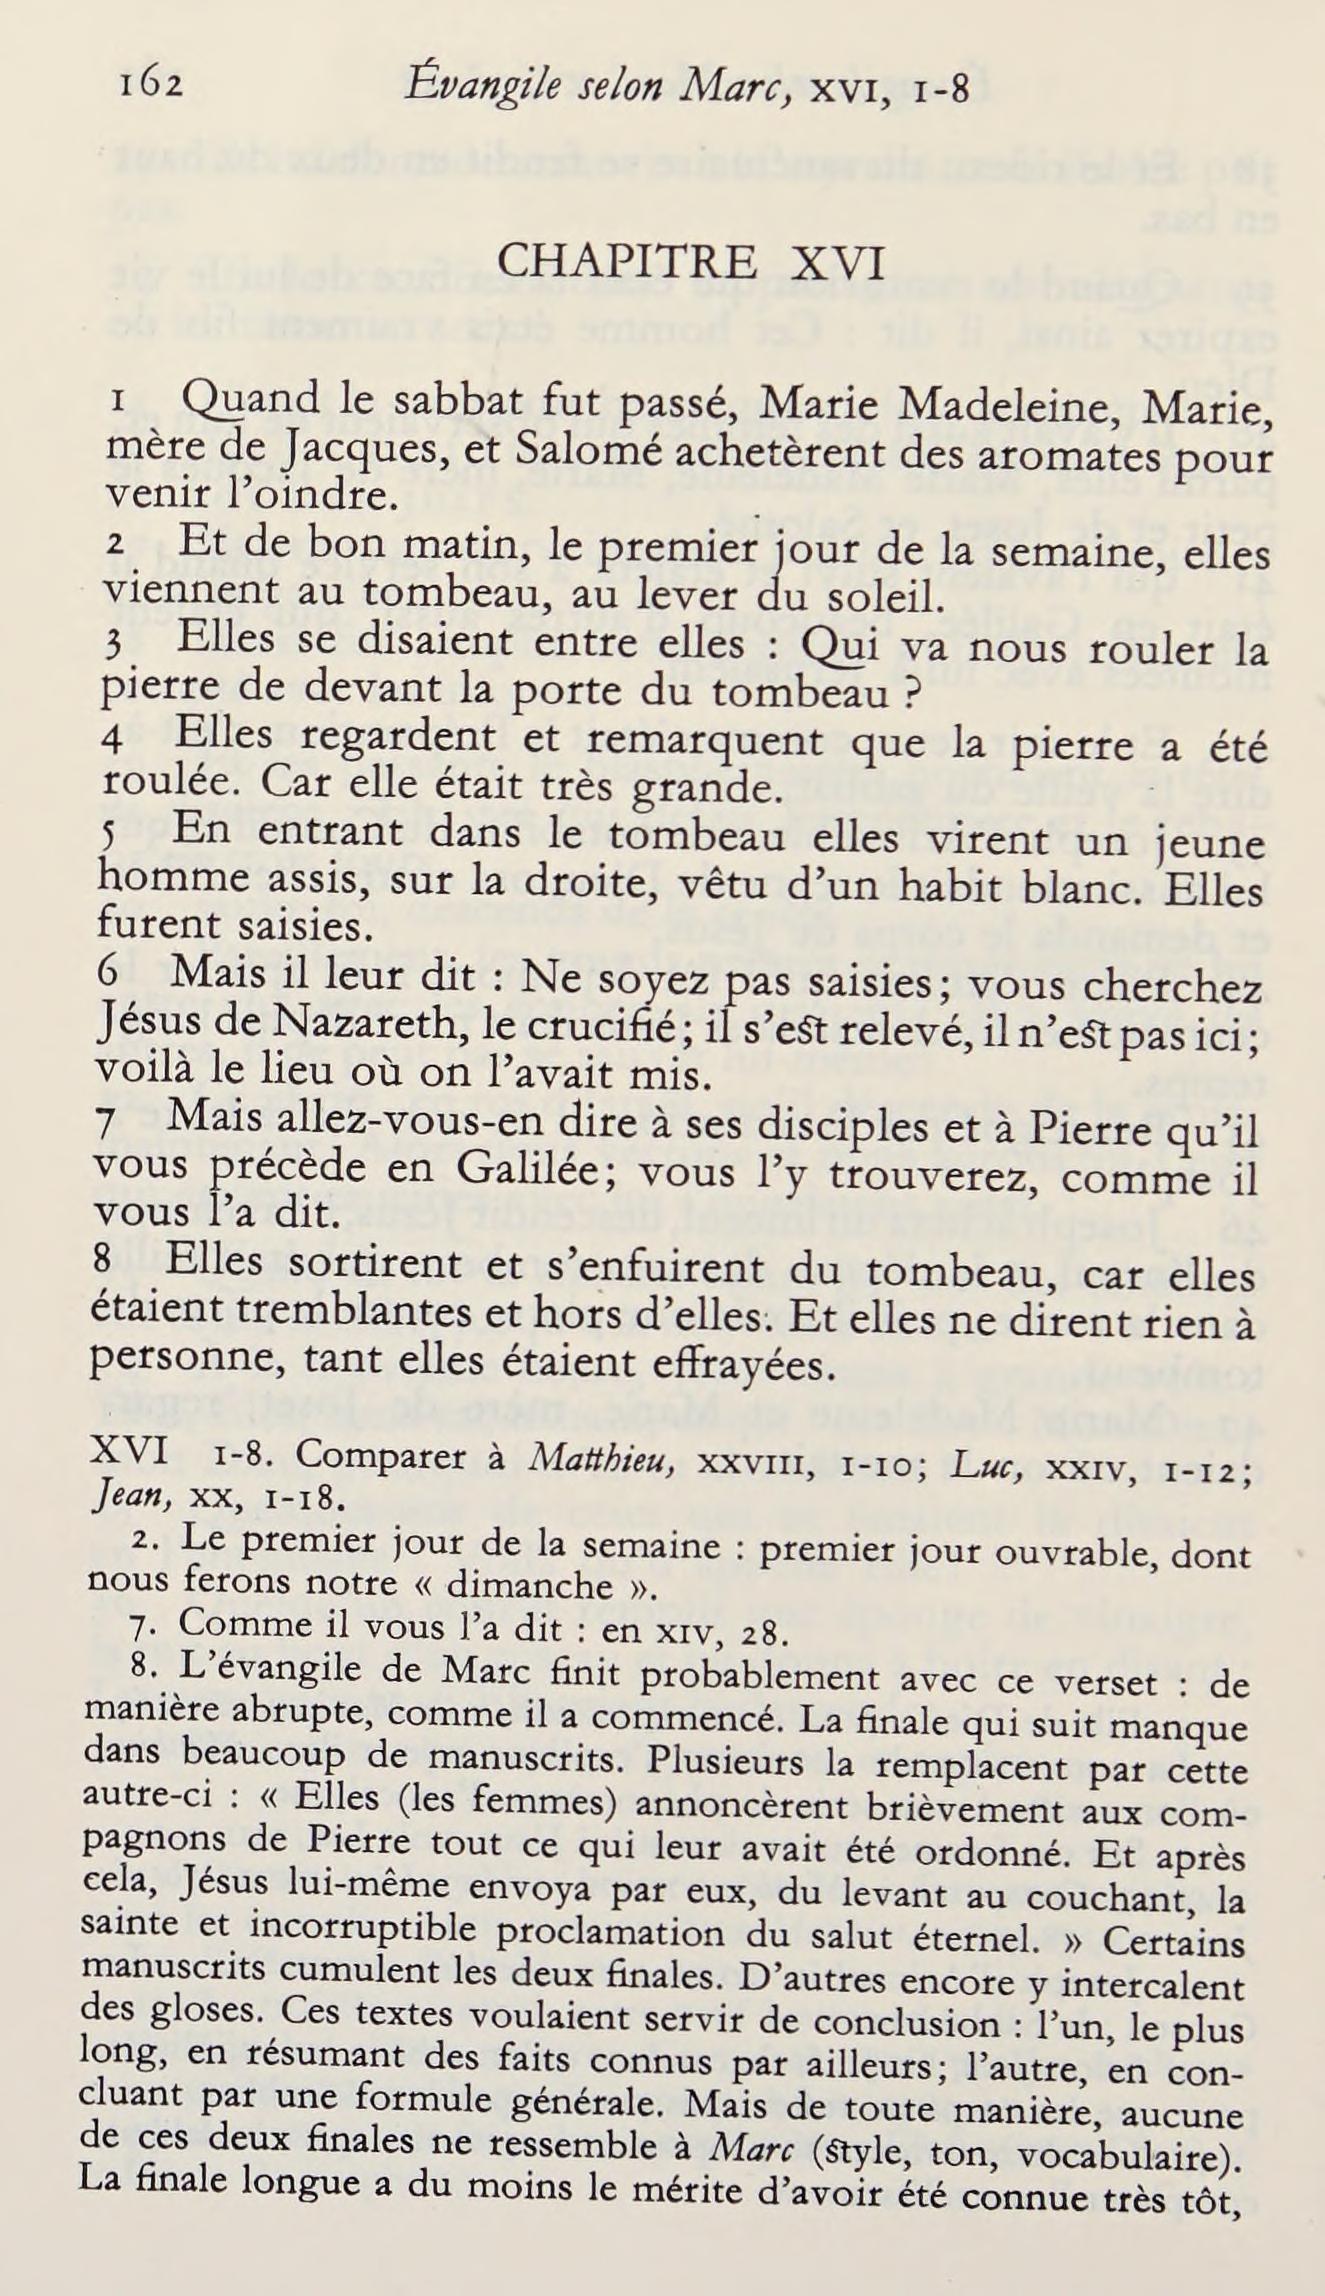 162 Évangile selon Marc, XVI, 1-8
CHAPITRE XVI
1 Quand le sabbat fut passé, Marie Madeleine, Marie,
mère de Jacques, et Salomé achetèrent des aromates pour
venir l'oindre.
2 Et de bon matin, le premier jour de la semaine, elles
viennent au tombeau, au lever du soleil.
3 Elles se disaient entre elles : Qui va nous rouler la
pierre de devant la porte du tombeau ?
4 Elles regardent et remarquent que la pierre a été
roulée. Car elle était très grande.
5 En entrant dans le tombeau elles virent un jeune
homme assis, sur la droite, vêtu d'un habit blanc. Elles
furent saisies.
6 Mais il leur dit : Ne soyez pas saisies; vous cherchez
Jésus de Nazareth, le crucifié; il s'est relevé, il n'est pas ici;
voilà le lieu où on l'avait mis.
7 Mais allez-vous-en dire à ses disciples et à Pierre qu'il
vous précède en Galilée; vous l'y trouverez, comme il
vous l'a dit.
8 Elles sortirent et s'enfuirent du tombeau, car elles
étaient tremblantes et hors d'elles. Et elles ne dirent rien à
personne, tant elles étaient effrayées.
XVI 1-8. Comparer à Matthieu, XXVIII, 1-10; Luc, XXIV, 1-12;
Jean, XX, 1-18.
2. Le premier jour de la semaine : premier jour ouvrable, dont
nous ferons notre « dimanche ».
7. Comme il vous l'a dit : en XIV, 28.
8. L'évangile de Marc finit probablement avec ce verset : de
manière abrupte, comme il a commencé. La finale qui suit manque
dans beaucoup de manuscrits. Plusieurs la remplacent par cette
autre-ci : « Elles (les femmes) annoncèrent brièvement aux com-
pagnons de Pierre tout ce qui leur avait été ordonné. Et après
cela, Jésus lui-même envoya par eux, du levant au couchant, la
sainte et incorruptible proclamation du salut éternel. » Certains
manuscrits cumulent les deux finales. D'autres encore y intercalent
des gloses. Ces textes voulaient servir de conclusion : l'un, le plus
long, en résumant des faits connus par ailleurs; l'autre, en con-
cluant par une formule générale. Mais de toute manière, aucune
de ces deux finales ne ressemble à Marc (style, ton, vocabulaire).
La finale longue a du moins le mérite d'avoir été connue très tôt,